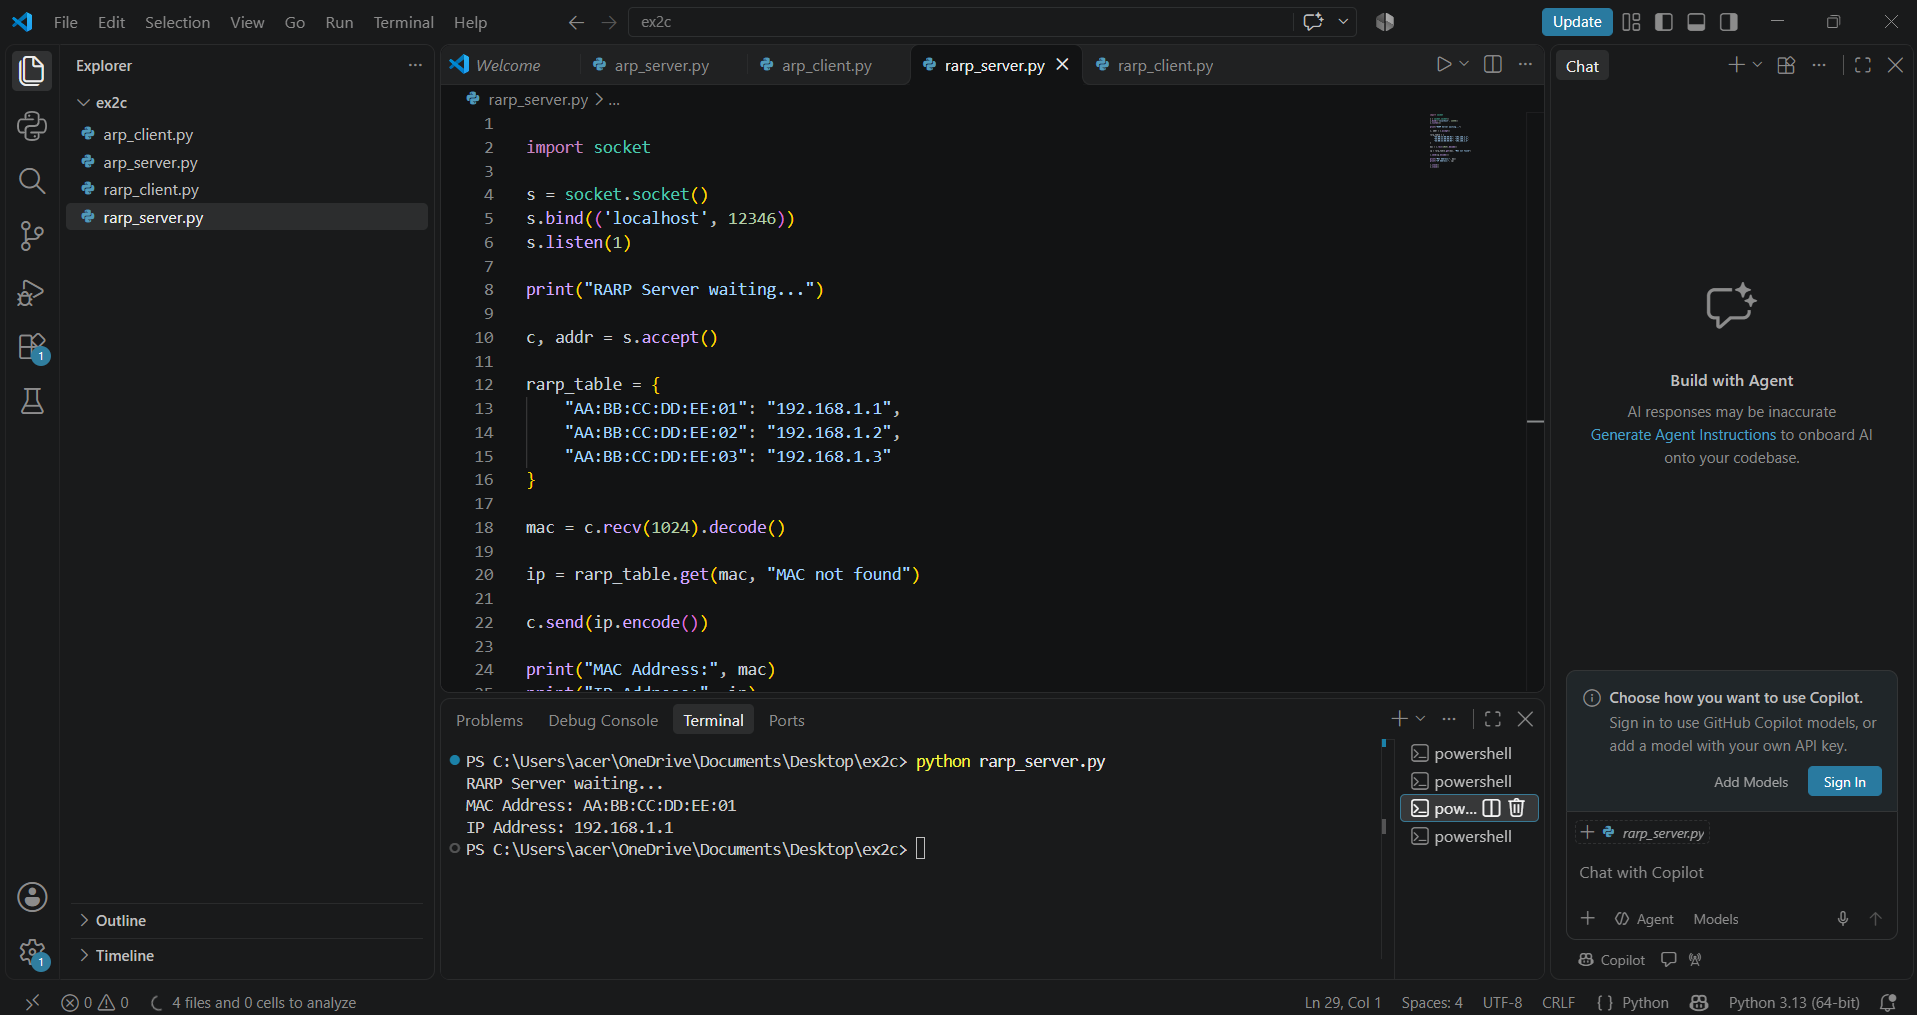 File Edit Selection View Go Run Terminal Help
ex2c
Update
Explorer
ex2c
arp_client.py
arp_server.py
rarp_client.py
rarp_server.py
Outline
Timeline
Welcome arp_server.py arp_client.py rarp_server.py rarp_client.py
rarp_server.py > ...
1
2 import socket
3
4 s = socket.socket()
5 s.bind(('localhost', 12346))
6 s.listen(1)
7
8 print("RARP Server waiting...")
9
10 c, addr = s.accept()
11
12 rarp_table = {
13 "AA:BB:CC:DD:EE:01": "192.168.1.1",
14 "AA:BB:CC:DD:EE:02": "192.168.1.2",
15 "AA:BB:CC:DD:EE:03": "192.168.1.3"
16 }
17
18 mac = c.recv(1024).decode()
19
20 ip = rarp_table.get(mac, "MAC not found")
21
22 c.send(ip.encode())
23
24 print("MAC Address:", mac)
25 print("IP Address:", ip)
Problems Debug Console Terminal Ports
PS C:\Users\acer\OneDrive\Documents\Desktop\ex2c> python rarp_server.py
RARP Server waiting...
MAC Address: AA:BB:CC:DD:EE:01
IP Address: 192.168.1.1
PS C:\Users\acer\OneDrive\Documents\Desktop\ex2c>
powershell
powershell
pow...
powershell
Chat
Build with Agent
AI responses may be inaccurate
Generate Agent Instructions to onboard AI
onto your codebase.
Choose how you want to use Copilot.
Sign in to use GitHub Copilot models, or
add a model with your own API key.
Add Models Sign In
rarp_server.py
Chat with Copilot
Agent Models
Copilot
1
1
0 0 4 files and 0 cells to analyze
Ln 29, Col 1 Spaces: 4 UTF-8 CRLF { } Python Python 3.13 (64-bit)